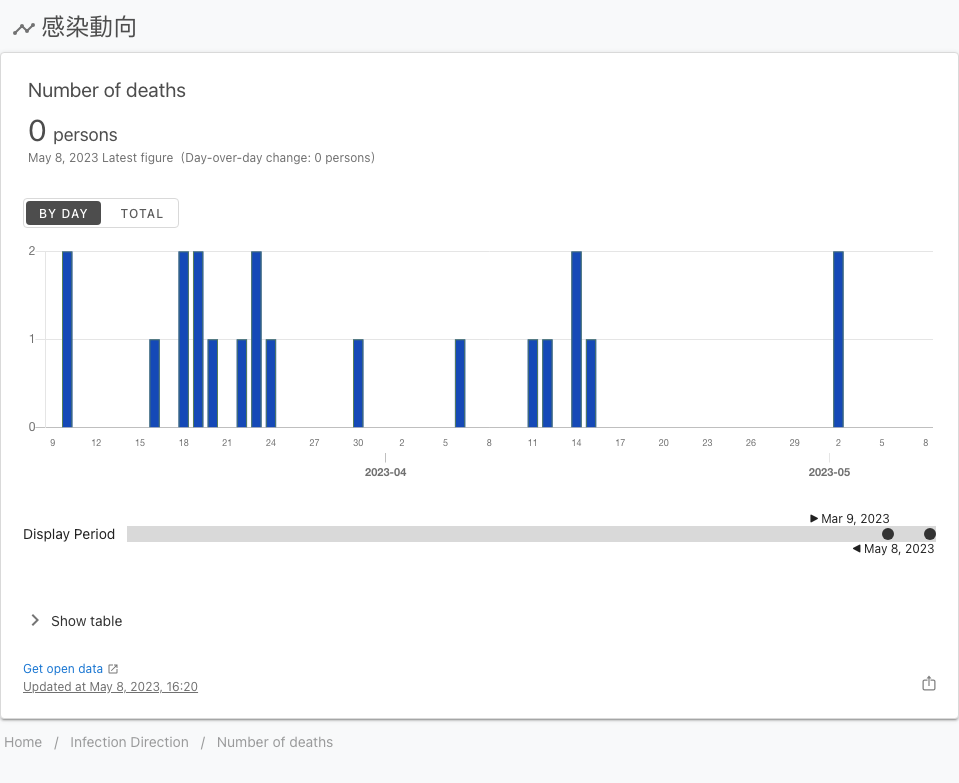 感染動向
Number of deaths
0 persons
May 8, 2023 Latest figure (Day-over-day change: 0 persons)
BY DAY TOTAL
2
1
0
9 12 15 18 21 24 27 30 2 5 8 11 14 17 20 23 26 29 2 5 8
2023-04 2023-05
Mar 9, 2023
Display Period
May 8, 2023
Show table
Get open data
Updated at May 8, 2023, 16:20
Home / Infection Direction / Number of deaths